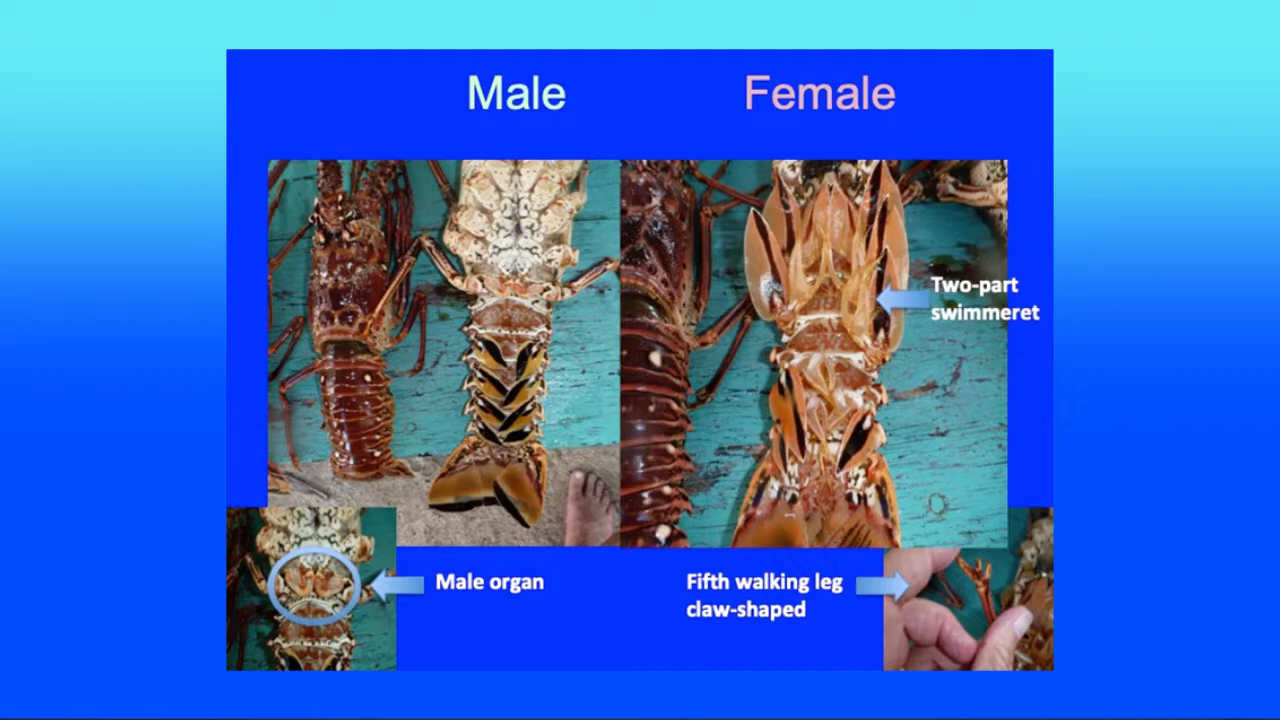 Male
Female
Two-part
swimmeret
Male organ
Fifth walking leg
claw-shaped